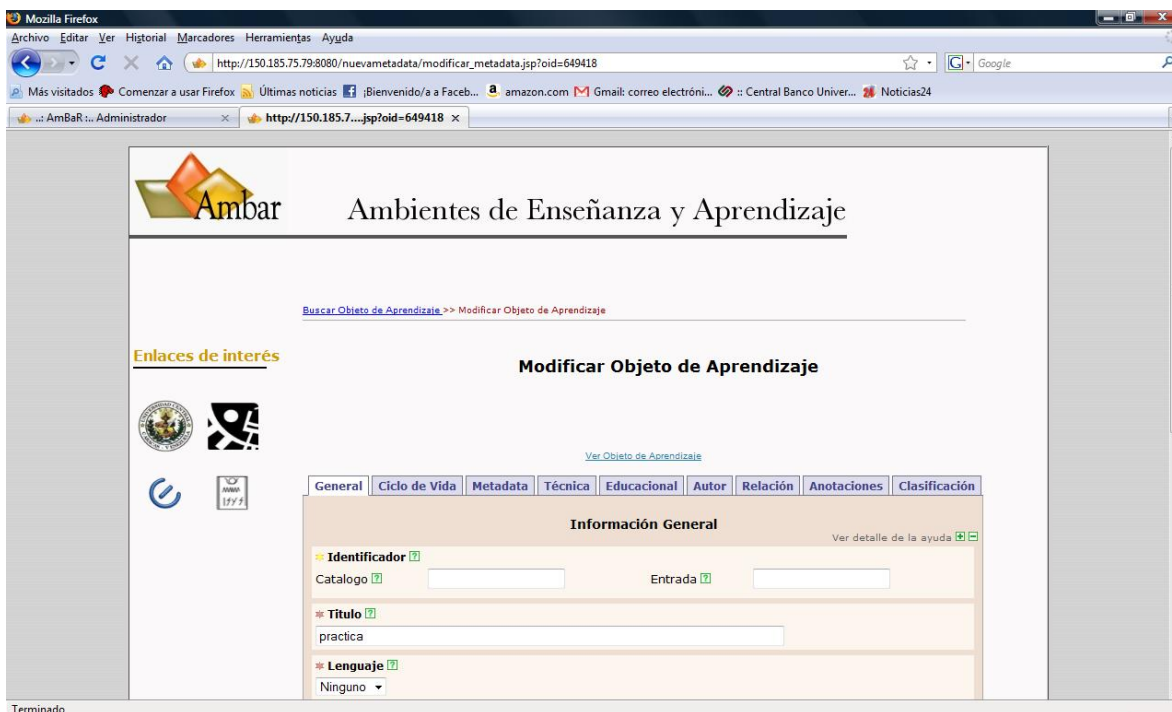 Mozilla Firefox
Archivo Editar Ver Historial Marcadores Herramientas Ayuda
http://150.185.75.79:8080/nuevametadata/modificar_metadata.jsp?oid=649418
Google
Más visitados Comenzar a usar Firefox Últimas noticias ¡Bienvenido/a a Faceb... amazon.com Gmail: correo electróni... :: Central Banco Univer... Noticias24
..: AmBaR :.. Administrador http://150.185.7....jsp?oid=649418
Ambar Ambientes de Enseñanza y Aprendizaje
Buscar Objeto de Aprendizaje >> Modificar Objeto de Aprendizaje
Enlaces de interés
Modificar Objeto de Aprendizaje
Ver Objeto de Aprendizaje
General Ciclo de Vida Metadata Técnica Educacional Autor Relación Anotaciones Clasificación
Información General
Ver detalle de la ayuda
Identificador
Catalogo Entrada
Titulo
practica
Lenguaje
Ninguno
Terminado